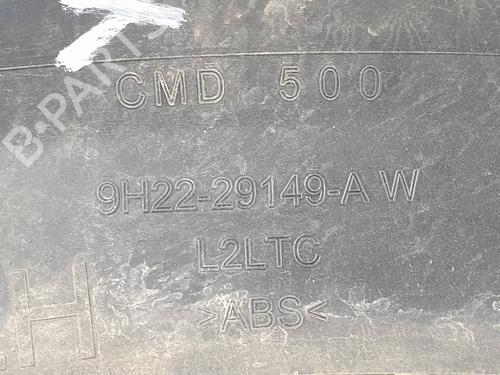 B-PARTS
CMD 500
9H22-29149-A W
L2LTC
H
>ABS<